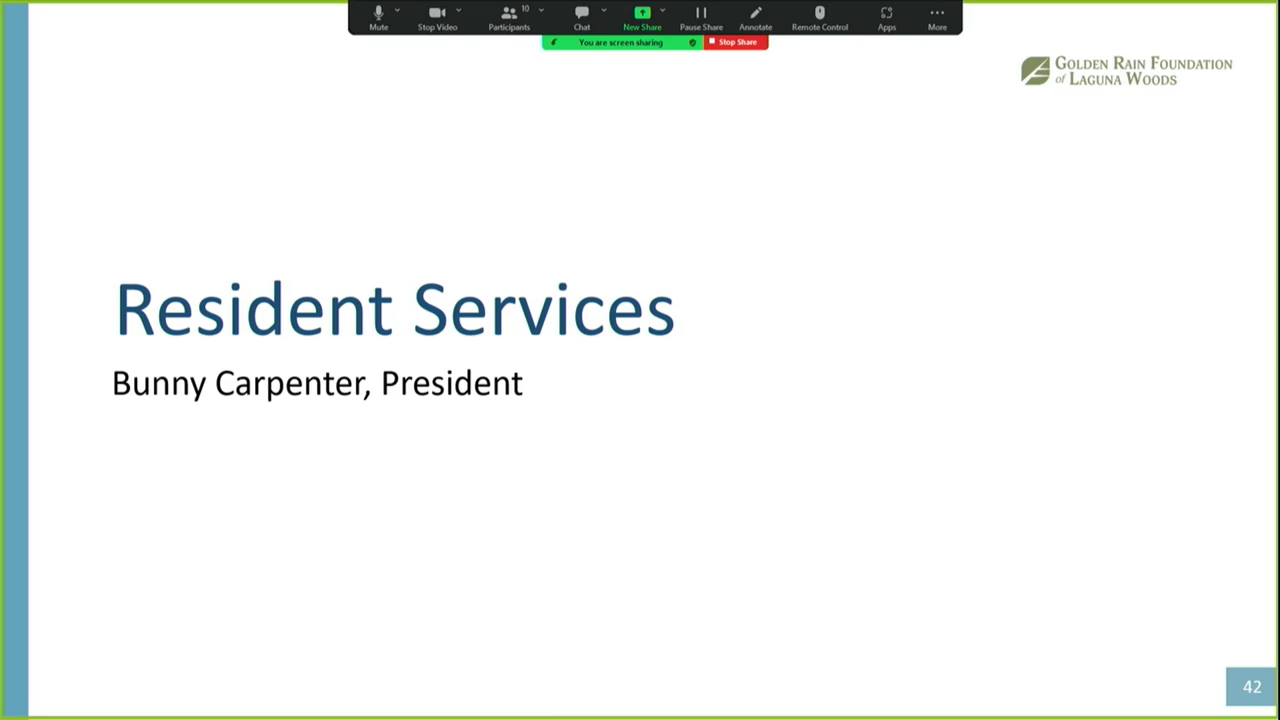 Mute
Stop Video
Participants
10
Chat
New Share
Pause Share
Annotate
Remote Control
Apps
More
You are screen sharing
Stop Share
GOLDEN RAIN FOUNDATION
of LAGUNA WOODS
Resident Services
Bunny Carpenter, President
42